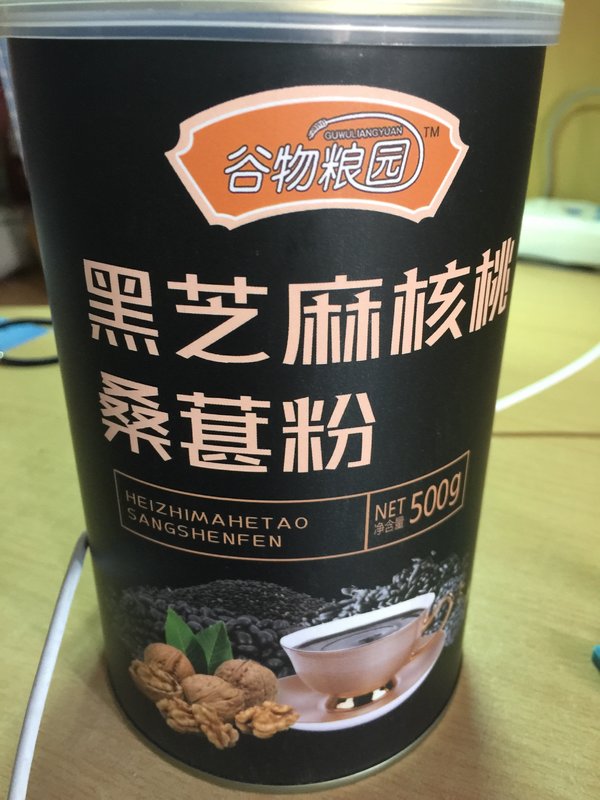 GUWULIANGYUAN
谷物粮园 TM
黑芝麻核桃
桑葚粉
HEIZHIMAHETAO
SANGSHENFEN
NET 500g
净含量